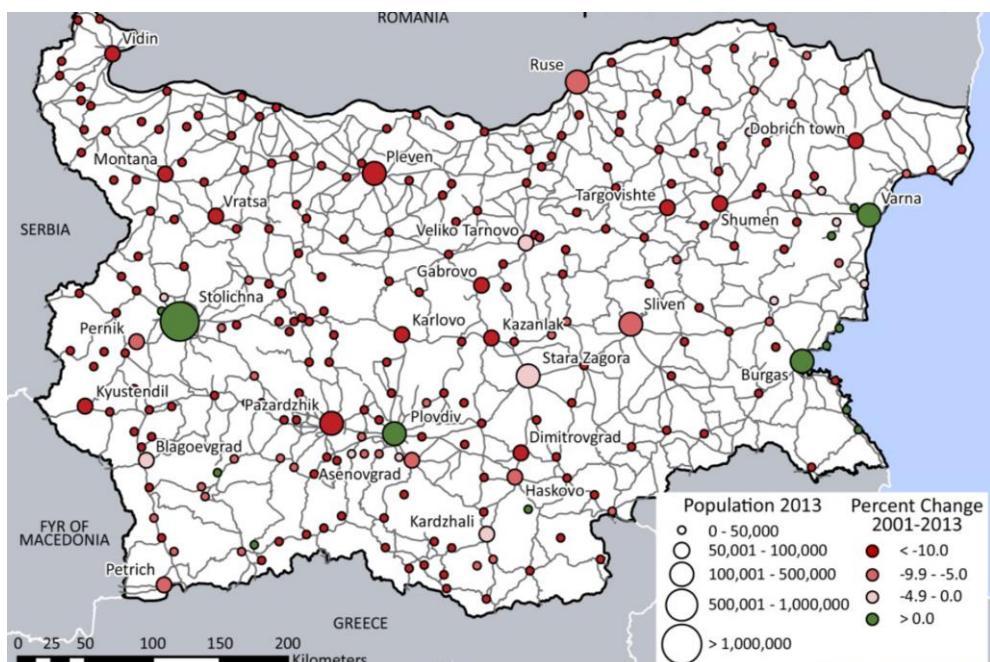 ROMANIA
Vidin
Ruse
Dobrich town
Montana
Pleven
Vratsa
Targovishte
Varna
Shumen
SERBIA
Veliko Tarnovo
Gabrovo
Stolichna
Sliven
Pernik
Karlovo
Kazanlak
Stara Zagora
Burgas
Kyustendil
Pazardzhik
Plovdiv
Blagoevgrad
Dimitrovgrad
Asenovgrad
Haskovo
Kardzhali
FYR OF
MACEDONIA
Petrich
GREECE
0 50 100 200
Kilometers
Population 2013
0 - 50,000
50,001 - 100,000
100,001 - 500,000
500,001 - 1,000,000
> 1,000,000
Percent Change
2001-2013
< -10.0
-9.9 - -5.0
-4.9 - 0.0
> 0.0